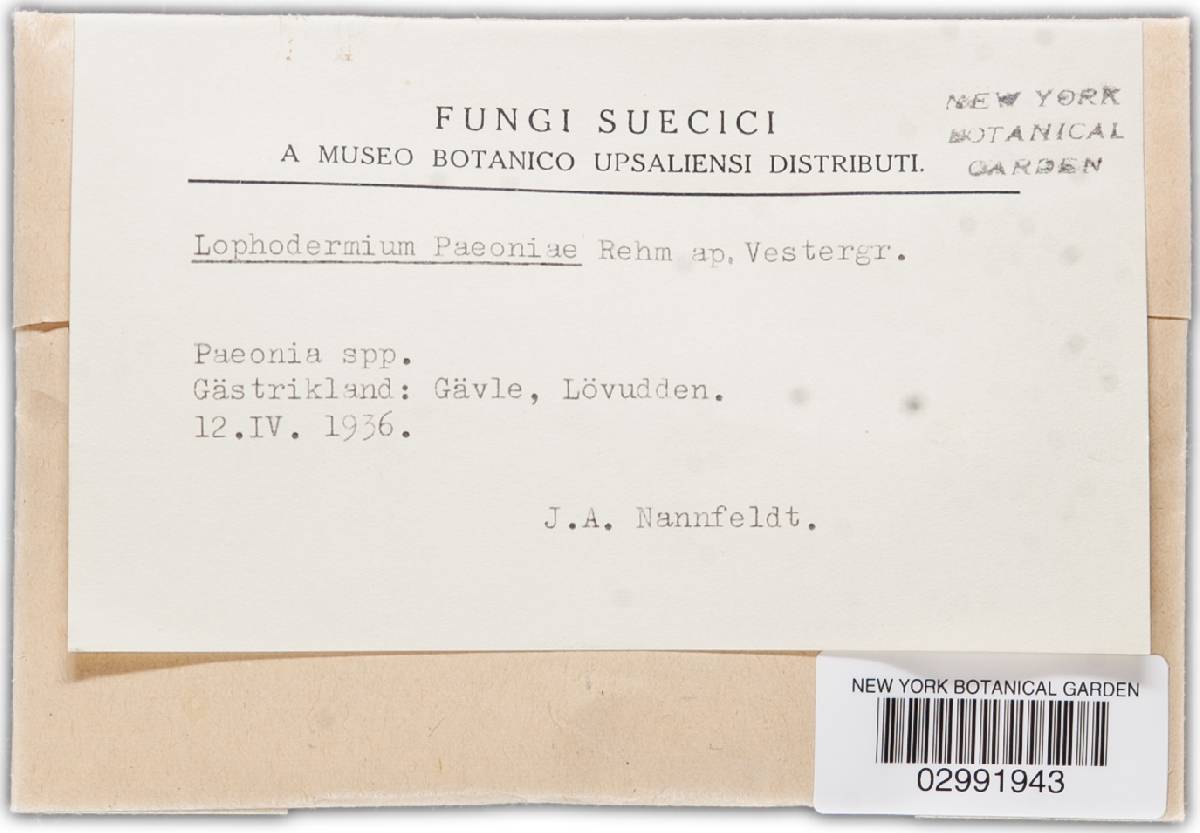 FUNGI SUECICI
A MUSEO BOTANICO UPSALIENSI DISTRIBUTI.
NEW YORK
BOTANICAL
GARDEN
Lophodermium Paeoniae Rehm ap. Vestergr.
Paeonia spp.
Gästrikland: Gävle, Lövudden.
12.IV. 1936.
J.A. Nannfeldt.
NEW YORK BOTANICAL GARDEN
02991943